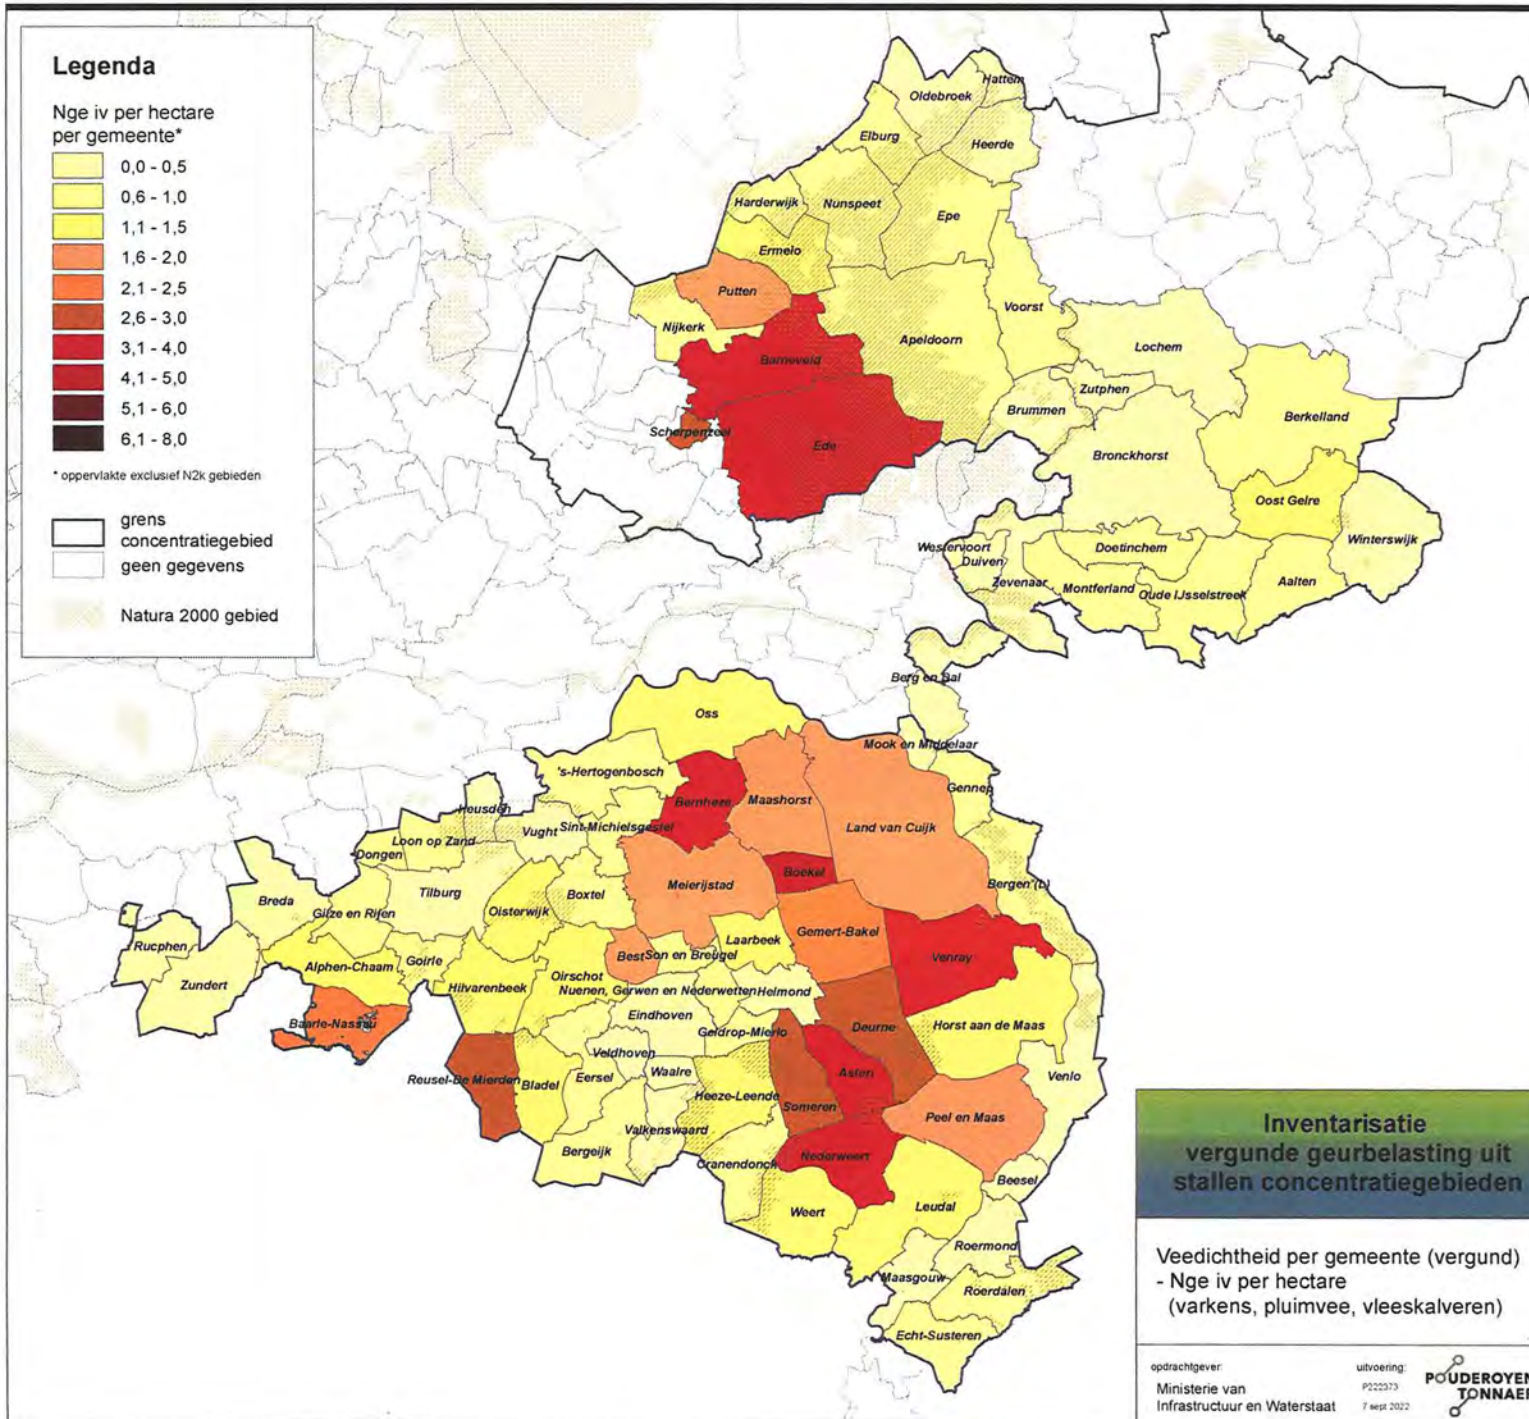 Legenda
Nge iv per hectare
per gemeente*
0,0 - 0,5
0,6 - 1,0
1,1 - 1,5
1,6 - 2,0
2,1 - 2,5
2,6 - 3,0
3,1 - 4,0
4,1 - 5,0
5,1 - 6,0
6,1 - 8,0
* oppervlakte exclusief N2k gebieden
grens
concentratiegebied
geen gegevens
Natura 2000 gebied
Hattem
Oldebroek
Elburg
Heerde
Harderwijk
Nunspeet
Epe
Ermelo
Putten
Voorst
Nijkerk
Apeldoorn
Lochem
Barneveld
Zutphen
Brummen
Berkelland
Scherpenzeel
Ede
Bronckhorst
Oost Gelre
Winterswijk
Westervoort
Doetinchem
Duiven
Zevenaar
Montferland
Oude IJsselstreek
Aalten
Berg en Dal
Oss
Mook en Middelaar
's-Hertogenbosch
Gennep
Bernheze
Maashorst
Heusden
Vught
Sint-Michielsgestel
Land van Cuijk
Loon op Zand
Dongen
Boekel
Meierijstad
Bergen (L)
Tilburg
Boxtel
Breda
Oisterwijk
Gilze en Rijen
Gemert-Bakel
Laarbeek
Rucphen
Best
Son en Breugel
Venray
Goirle
Alphen-Chaam
Oirschot
Zundert
Hilvarenbeek
Nuenen, Gerwen en Nederwetten
Helmond
Eindhoven
Baarle-Nassau
Deurne
Horst aan de Maas
Geldrop-Mierlo
Veldhoven
Asten
Venlo
Reusel-De Mierden
Bladel
Eersel
Waalre
Heeze-Leende
Someren
Peel en Maas
Valkenswaard
Bergeijk
Nederweert
Cranendonck
Beesel
Weert
Leudal
Roermond
Maasgouw
Roerdalen
Echt-Susteren
Inventarisatie
vergunde geurbelasting uit
stallen concentratiegebieden
Veedichtheid per gemeente (vergund)
- Nge iv per hectare
(varkens, pluimvee, vleeskalveren)
opdrachtgever:
Ministerie van
Infrastructuur en Waterstaat
uitvoering:
P222373
7 sept 2022
POUDEROYEN
TONNAER